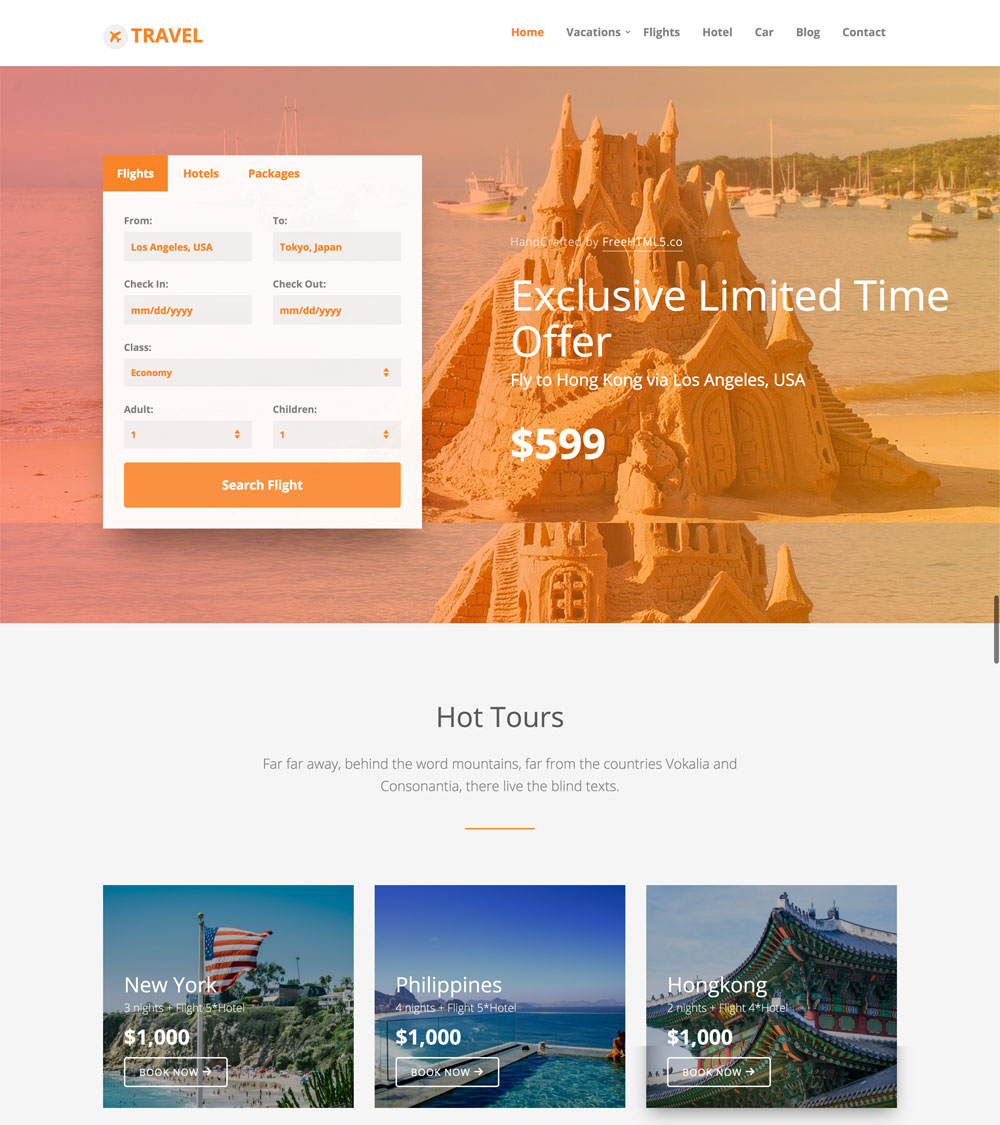 TRAVEL
Home Vacations Flights Hotel Car Blog Contact
Flights Hotels Packages
From: To:
Los Angeles, USA Tokyo, Japan
Check In: Check Out:
mm/dd/yyyy mm/dd/yyyy
Class:
Economy
Adult: Children:
1 1
Search Flight
HandCrafted by FreeHTML5.co
Exclusive Limited Time
Offer
Fly to Hong Kong via Los Angeles, USA
$599
Hot Tours
Far far away, behind the word mountains, far from the countries Vokalia and
Consonantia, there live the blind texts.
New York
3 nights + Flight 5*Hotel
$1,000
BOOK NOW →
Philippines
4 nights + Flight 5*Hotel
$1,000
BOOK NOW →
Hongkong
2 nights + Flight 4*Hotel
$1,000
BOOK NOW →